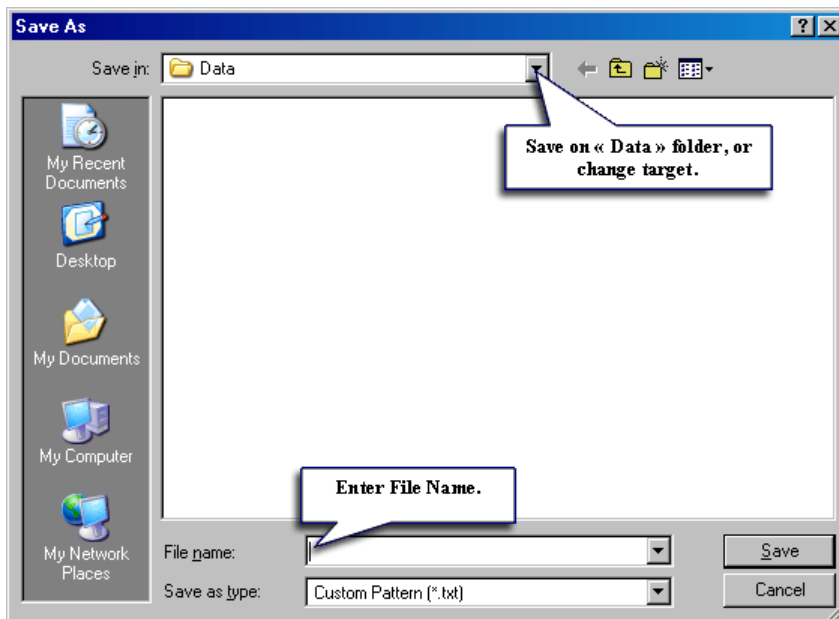 Save As
Save in:
Data
Save on « Data » folder, or
change target.
My Recent
Documents
Desktop
My Documents
My Computer
My Network
Places
Enter File Name.
File name:
Save
Save as type:
Custom Pattern (*.txt)
Cancel